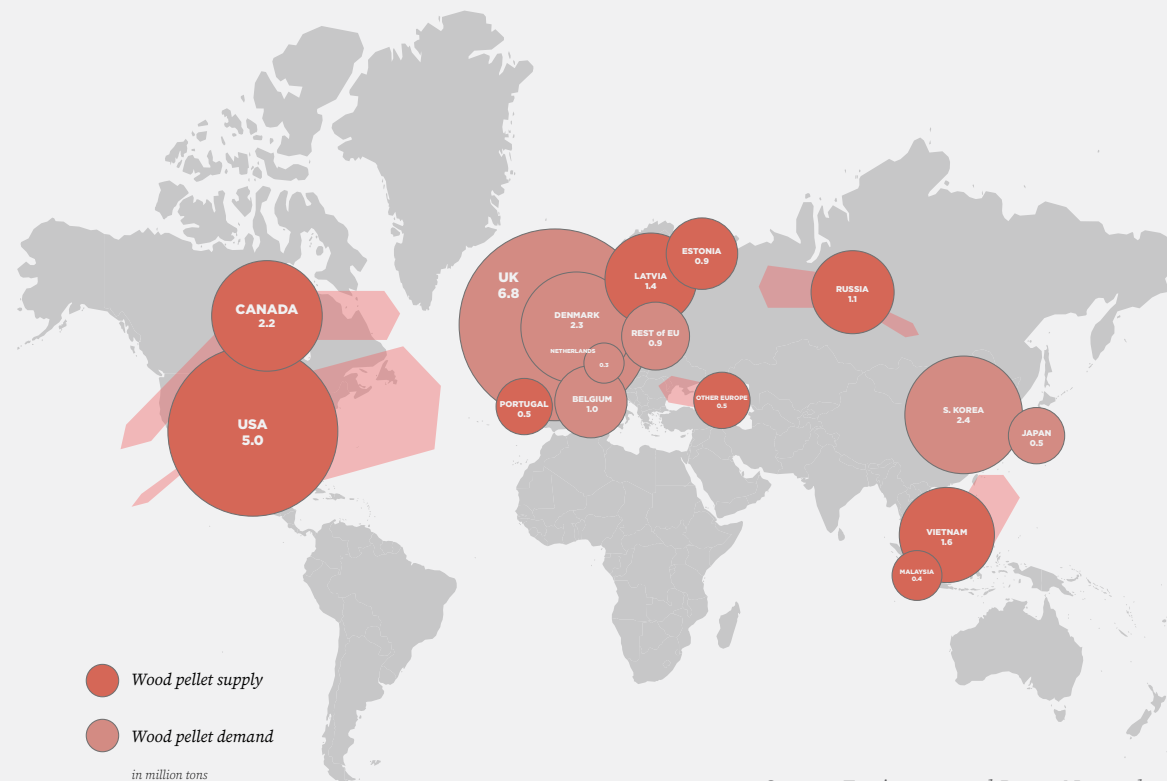 ESTONIA
0.9
UK
6.8
LATVIA
1.4
RUSSIA
1.1
CANADA
2.2
DENMARK
2.3
REST of EU
0.9
NETHERLANDS
0.3
PORTUGAL
0.5
BELGIUM
1.0
OTHER EUROPE
0.5
S. KOREA
2.4
JAPAN
0.5
USA
5.0
VIETNAM
1.6
MALAYSIA
0.4
Wood pellet supply
Wood pellet demand
in million tons